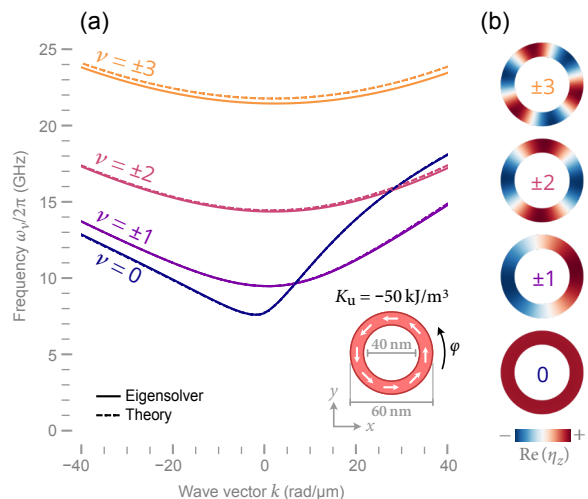 (a)
(b)
25
20
15
10
5
0
Frequency ων/2π (GHz)
ν = ±3
ν = ±2
ν = ±1
ν = 0
Ku = −50 kJ/m³
40 nm
60 nm
φ
y
x
Eigensolver
Theory
−40
−20
0
20
40
Wave vector k (rad/μm)
±3
±2
±1
0
− +
Re(ηz)